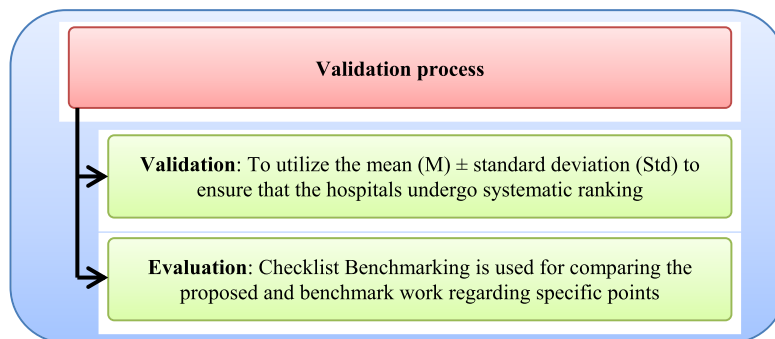 Validation process
Validation: To utilize the mean (M) ± standard deviation (Std) to
ensure that the hospitals undergo systematic ranking
Evaluation: Checklist Benchmarking is used for comparing the
proposed and benchmark work regarding specific points